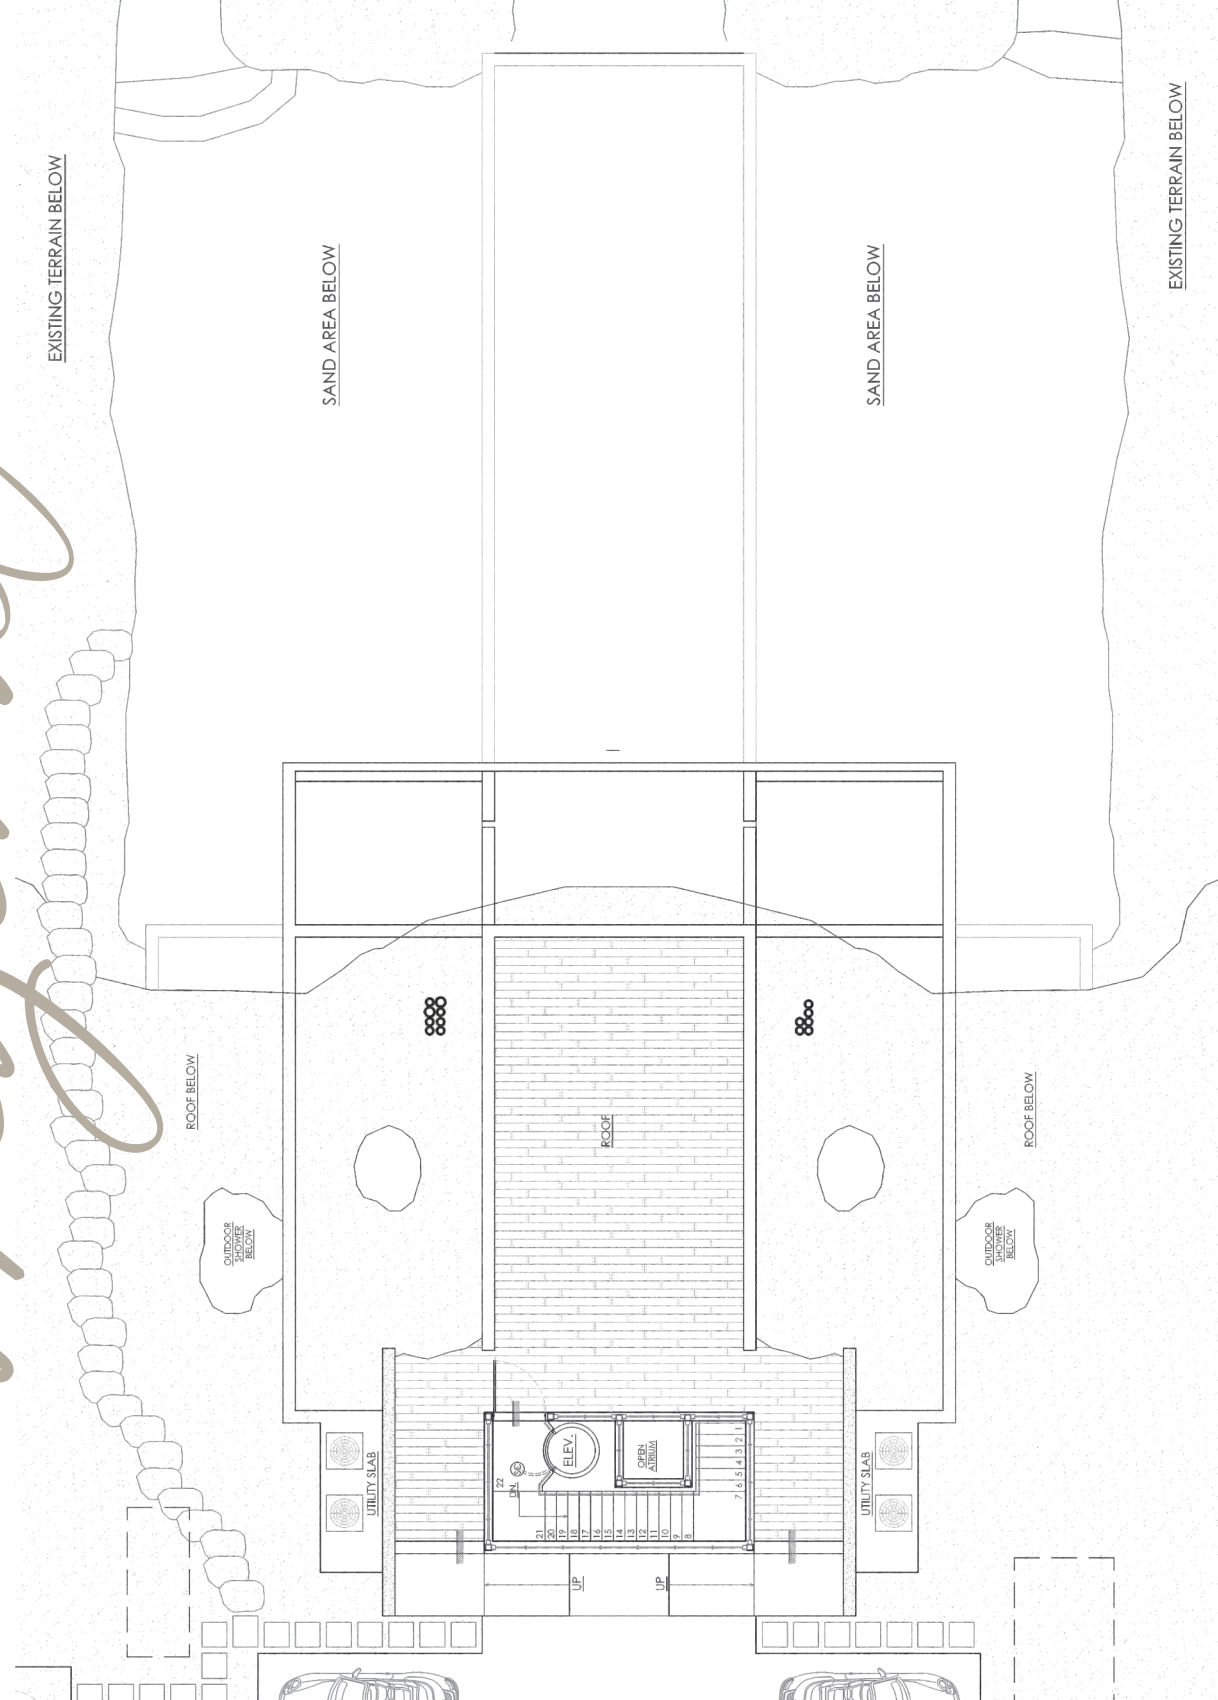 EXISTING TERRAIN BELOW
EXISTING TERRAIN BELOW
SAND AREA BELOW
SAND AREA BELOW
ROOF BELOW
ROOF
ROOF BELOW
OUTDOOR
SHOWER
BELOW
OUTDOOR
SHOWER
BELOW
UTILITY SLAB
ELEV.
OPEN
ATRIUM
UTILITY SLAB
22
DN.
1
2
3
4
5
6
7
21
20
19
18
17
16
15
14
13
12
11
10
9
8
UP
UP